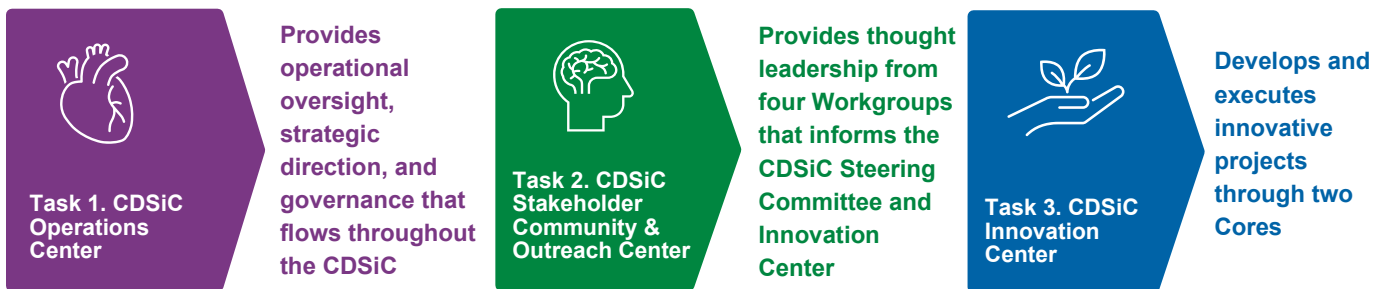 Task 1. CDSiC
Operations
Center
Provides
operational
oversight,
strategic
direction, and
governance that
flows throughout
the CDSiC
Task 2. CDSiC
Stakeholder
Community &
Outreach Center
Provides thought
leadership from
four Workgroups
that informs the
CDSiC Steering
Committee and
Innovation
Center
Task 3. CDSiC
Innovation
Center
Develops and
executes
innovative
projects
through two
Cores